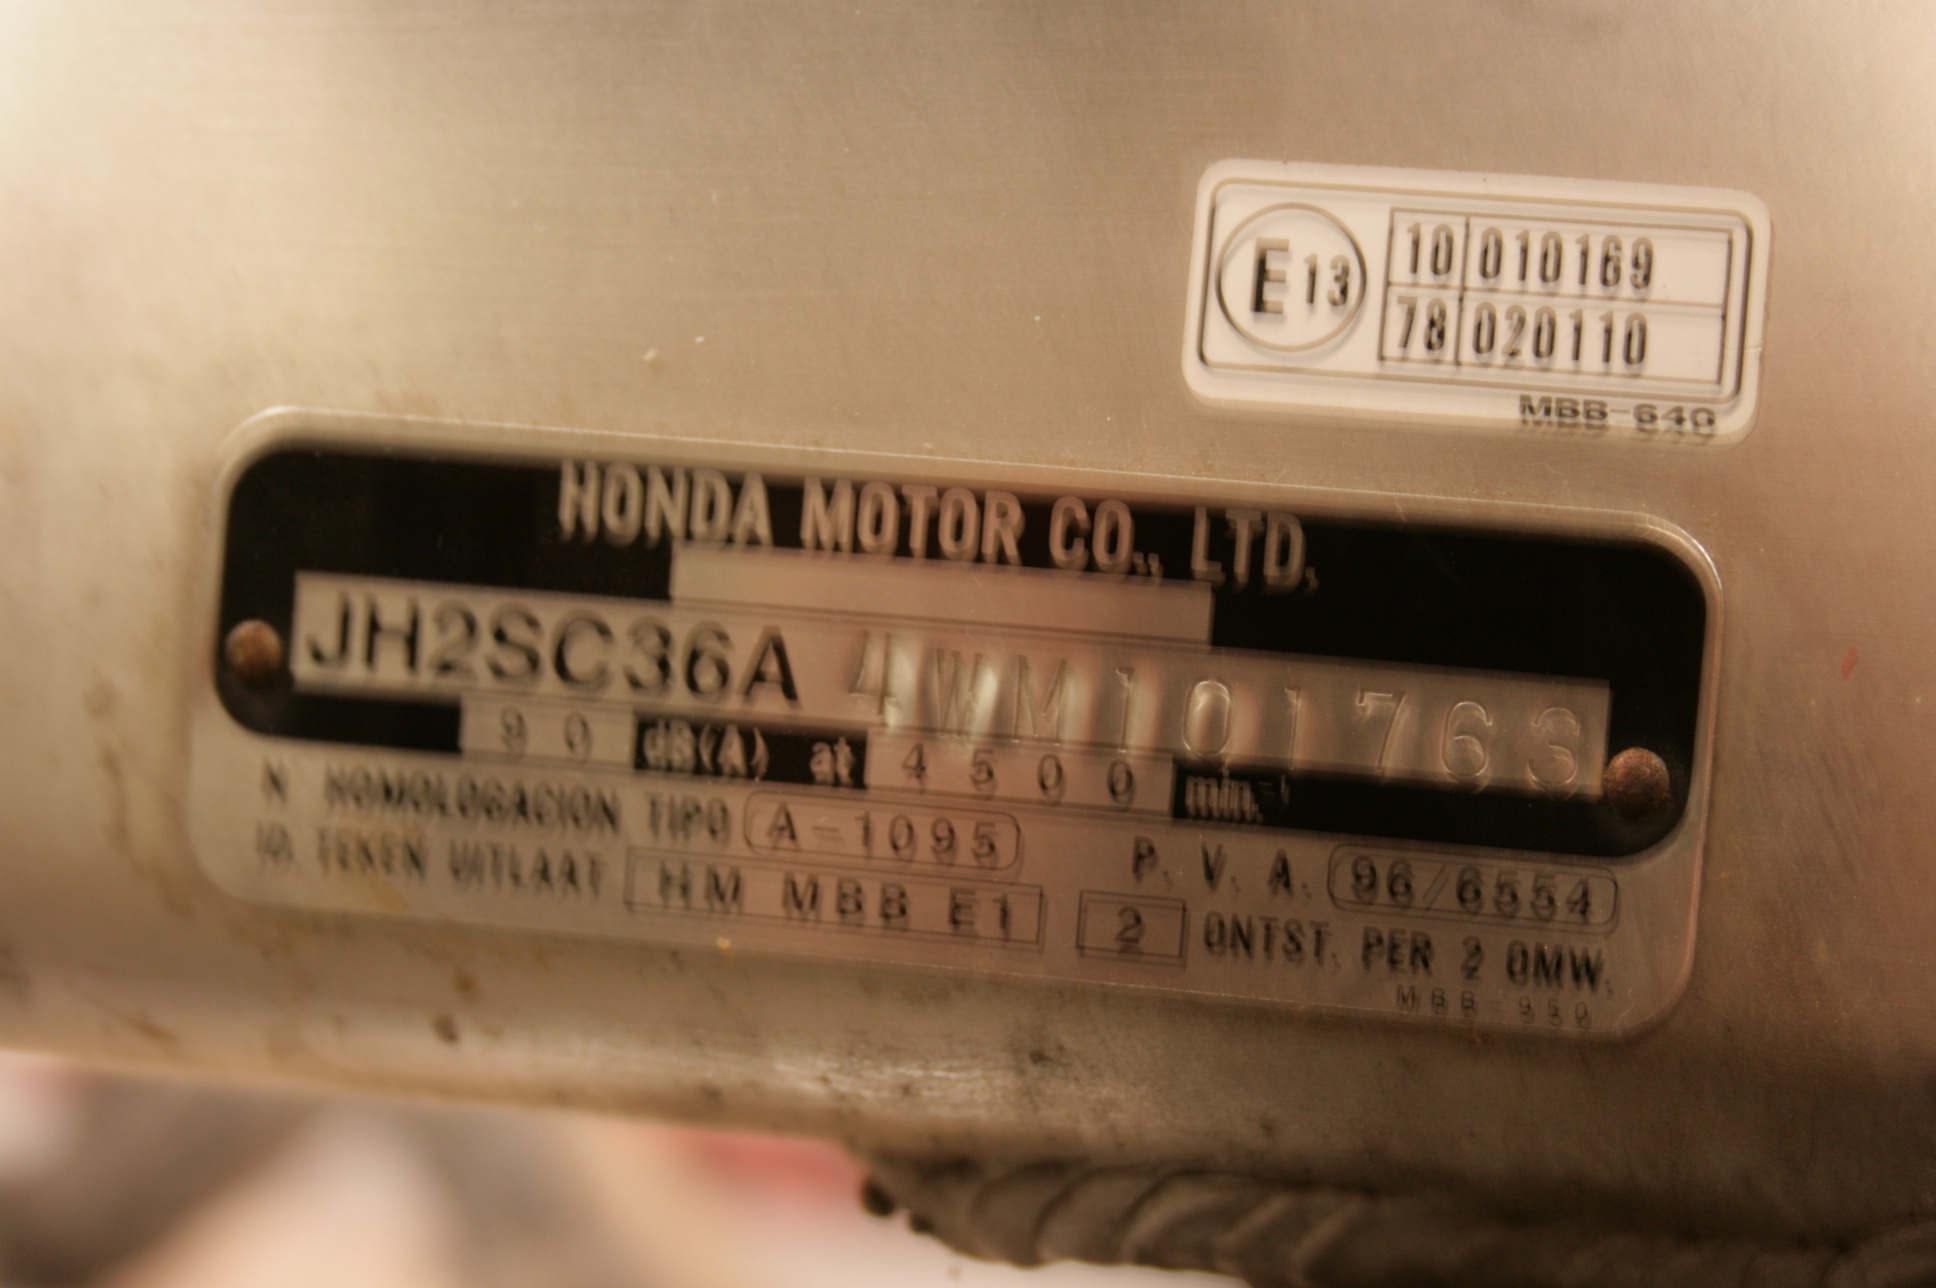 E 13
10 010169
78 020110
MBB-640
HONDA MOTOR CO., LTD.
JH2SC36A 4WM101763
90 dB(A) at 4500 min.-1
N HOMOLOGACION TIPO A-1095 P. V. A. 96/6554
ID. TEKEN UITLAAT HM MBB E1 2 ONTST. PER 2 OMW.
MBB-950